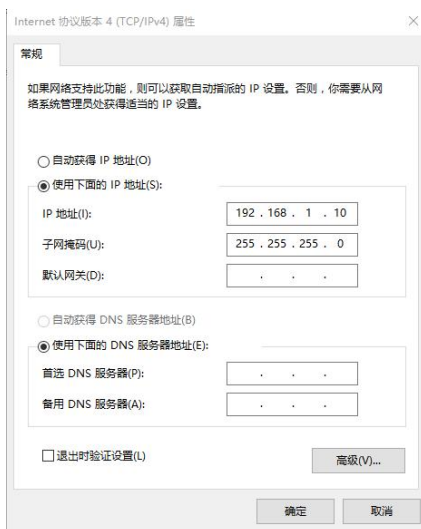 Internet 协议版本 4 (TCP/IPv4) 属性
常规
如果网络支持此功能，则可以获取自动指派的 IP 设置。否则，你需要从网
络系统管理员处获得适当的 IP 设置。
自动获得 IP 地址(O)
使用下面的 IP 地址(S):
IP 地址(I): 192 . 168 . 1 . 10
子网掩码(U): 255 . 255 . 255 . 0
默认网关(D): . . .
自动获得 DNS 服务器地址(B)
使用下面的 DNS 服务器地址(E):
首选 DNS 服务器(P): . . .
备用 DNS 服务器(A): . . .
退出时验证设置(L)
高级(V)...
确定 取消